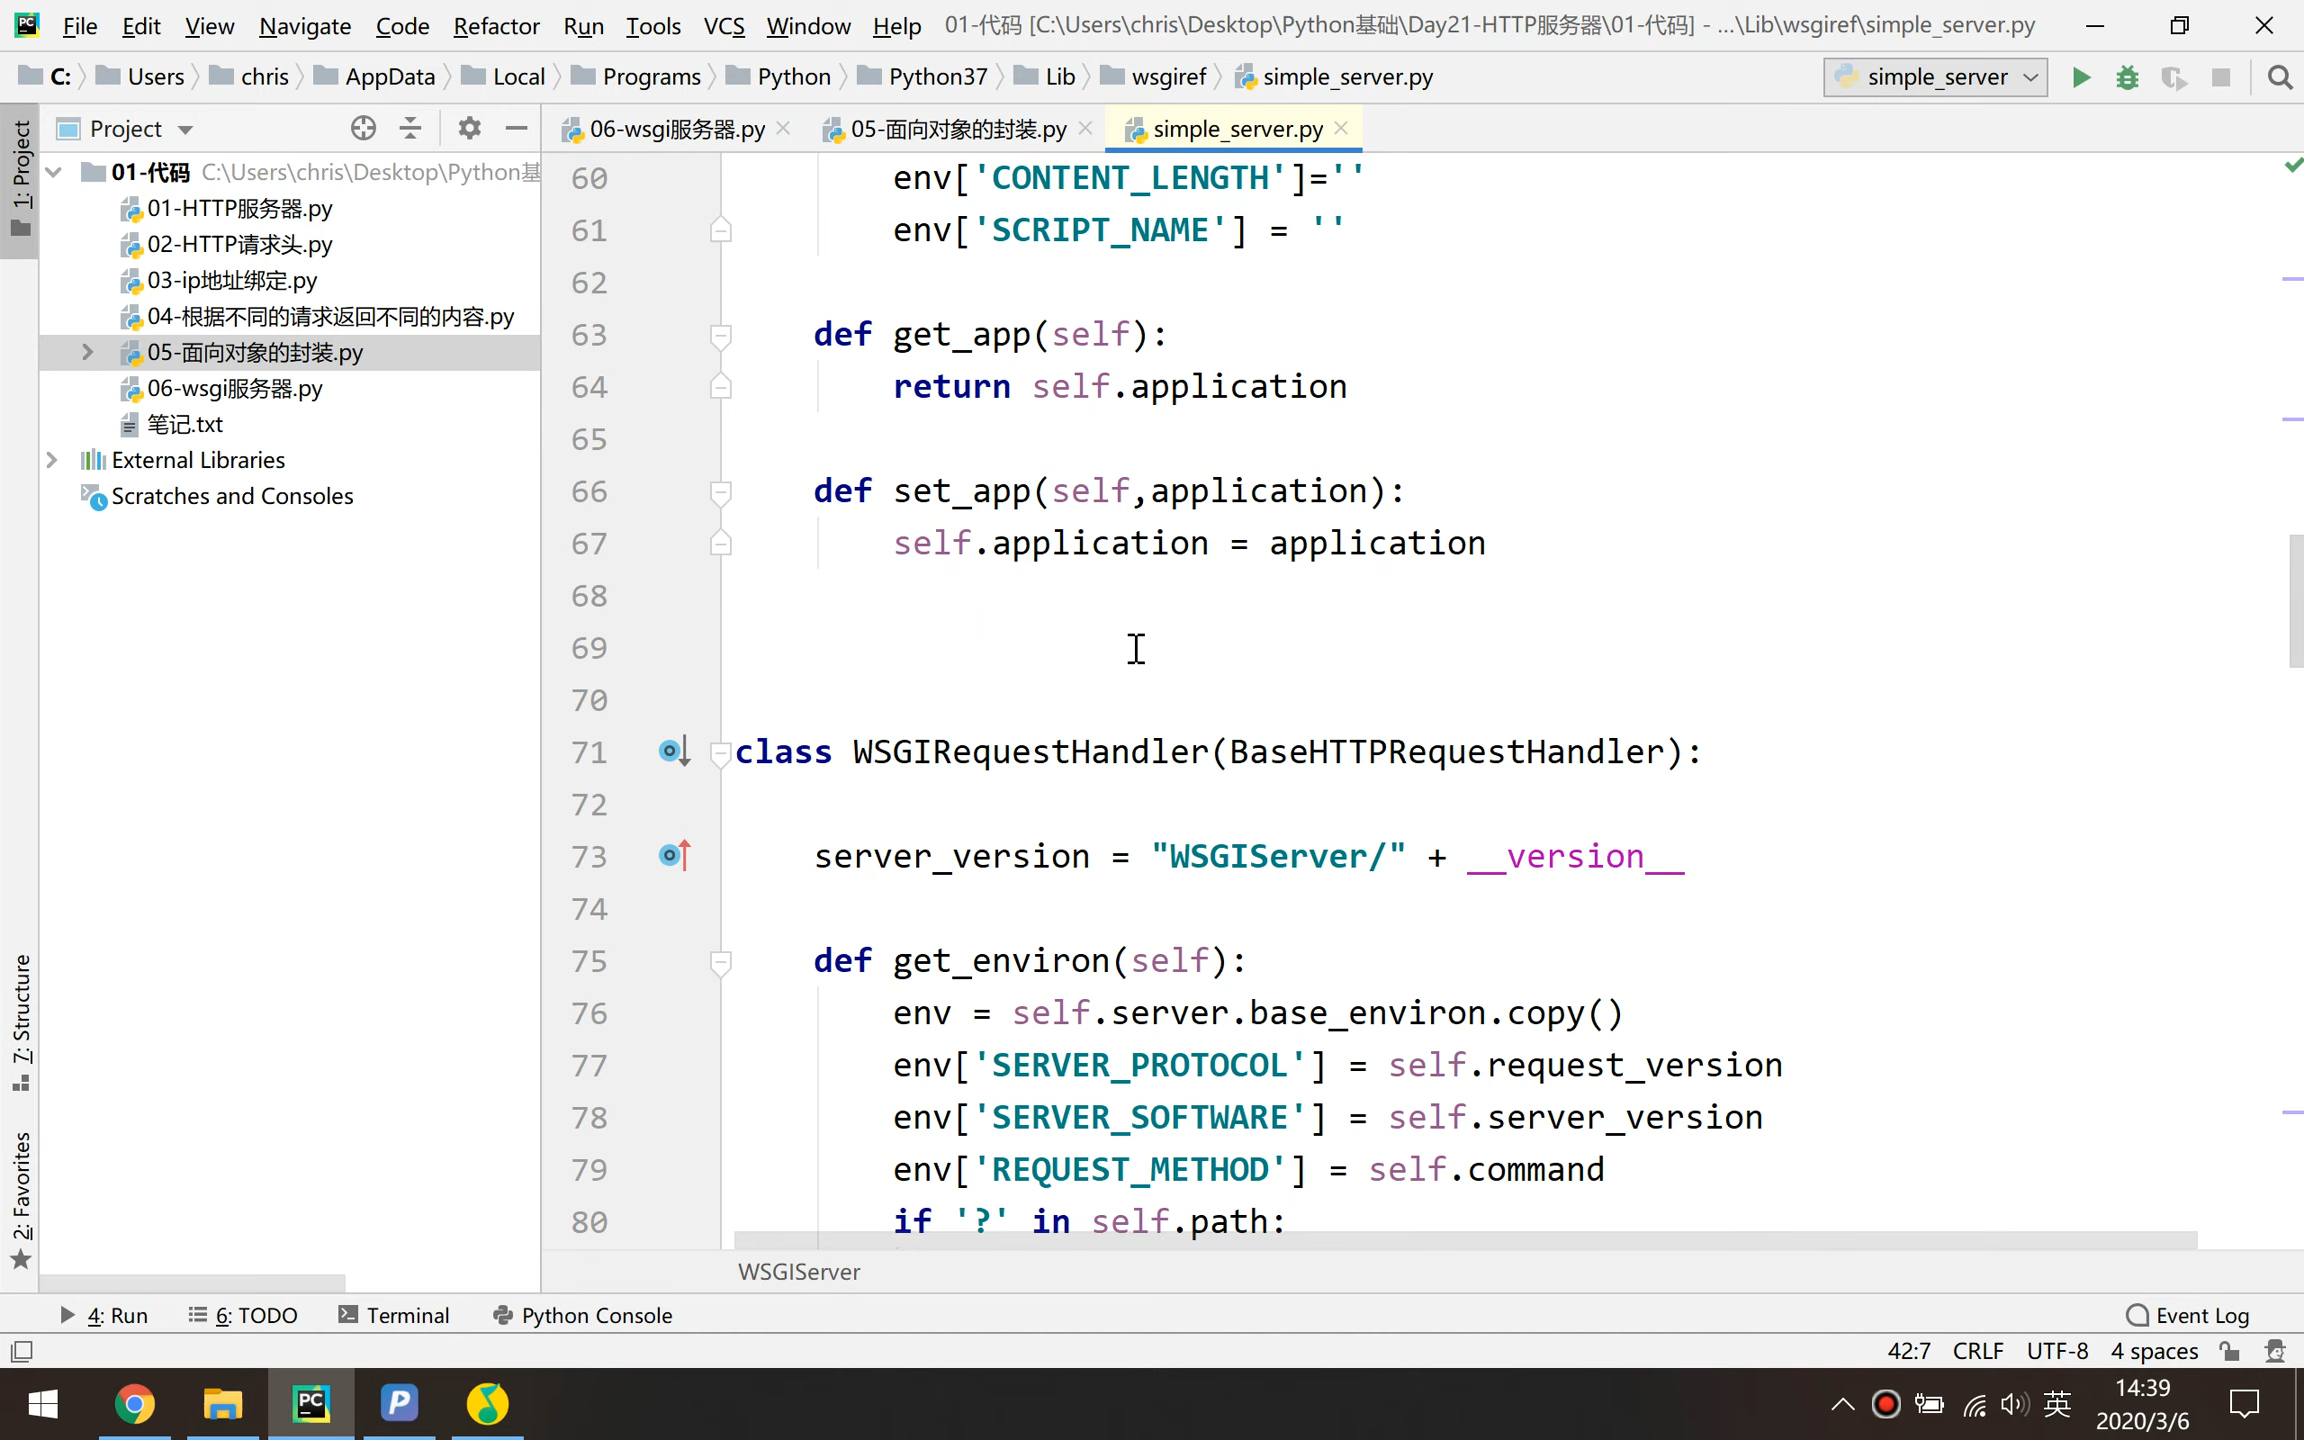 File Edit View Navigate Code Refactor Run Tools VCS Window Help 01-代码 [C:\Users\chris\Desktop\Python基础\Day21-HTTP服务器\01-代码] - ...\Lib\wsgiref\simple_server.py
C: Users chris AppData Local Programs Python Python37 Lib wsgiref simple_server.py simple_server
Project 06-wsgi服务器.py 05-面向对象的封装.py simple_server.py
1: Project
01-代码 C:\Users\chris\Desktop\Python基
01-HTTP服务器.py
02-HTTP请求头.py
03-ip地址绑定.py
04-根据不同的请求返回不同的内容.py
05-面向对象的封装.py
06-wsgi服务器.py
笔记.txt
External Libraries
Scratches and Consoles
7: Structure
2: Favorites
60 env['CONTENT_LENGTH']=''
61 env['SCRIPT_NAME'] = ''
62
63 def get_app(self):
64 return self.application
65
66 def set_app(self,application):
67 self.application = application
68
69
70
71 class WSGIRequestHandler(BaseHTTPRequestHandler):
72
73 server_version = "WSGIServer/" + __version__
74
75 def get_environ(self):
76 env = self.server.base_environ.copy()
77 env['SERVER_PROTOCOL'] = self.request_version
78 env['SERVER_SOFTWARE'] = self.server_version
79 env['REQUEST_METHOD'] = self.command
80 if '?' in self.path:
WSGIServer
4: Run 6: TODO Terminal Python Console Event Log
42:7 CRLF UTF-8 4 spaces
英 14:39
2020/3/6